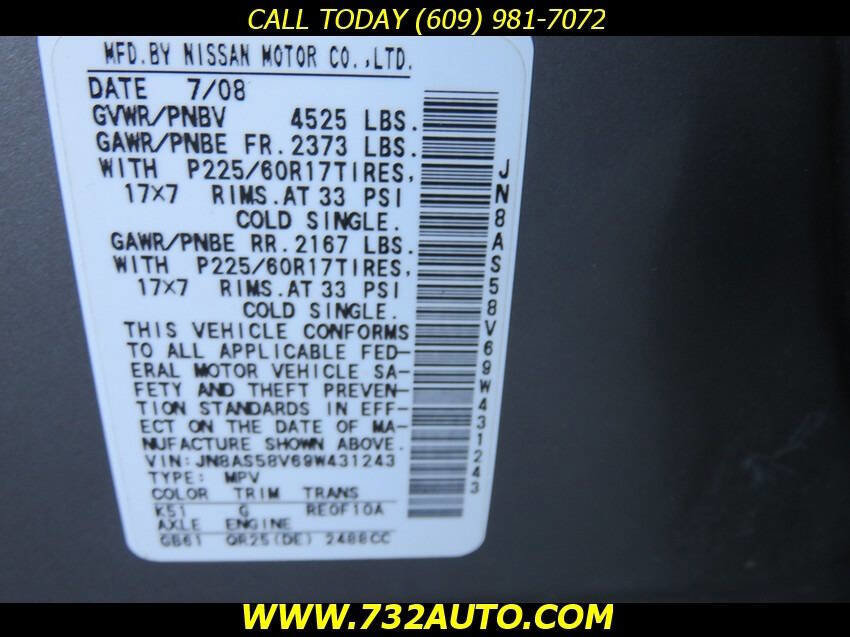 CALL TODAY (609) 981-7072
MFD.BY NISSAN MOTOR CO.,LTD.
DATE 7/08
GVWR/PNBV 4525 LBS.
GAWR/PNBE FR. 2373 LBS.
WITH P225/60R17TIRES,
17×7 RIMS.AT 33 PSI
COLD SINGLE.
GAWR/PNBE RR. 2167 LBS.
WITH P225/60R17TIRES,
17×7 RIMS.AT 33 PSI
COLD SINGLE.
THIS VEHICLE CONFORMS
TO ALL APPLICABLE FED-
ERAL MOTOR VEHICLE SA-
FETY AND THEFT PREVEN-
TION STANDARDS IN EFF-
ECT ON THE DATE OF MA-
NUFACTURE SHOWN ABOVE.
VIN:JN8AS58V69W431243
TYPE: MPV
COLOR TRIM TRANS
K51 G RE0F10A
AXLE ENGINE
GB61 QR25(DE) 2488CC
JN8AS58V69W431243
WWW.732AUTO.COM